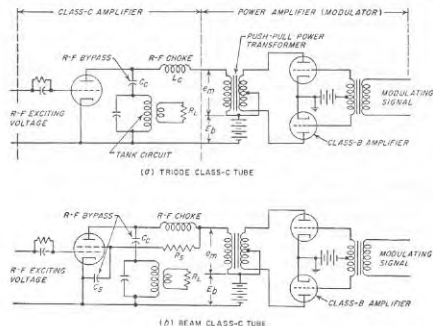 CLASS-C AMPLIFIER
POWER AMPLIFIER (MODULATOR)
R-F BYPASS
R-F CHOKE
PUSH-PULL POWER
TRANSFORMER
Cc
Lc
em
R-F EXCITING
VOLTAGE
RL
Eb
MODULATING
SIGNAL
TANK CIRCUIT
CLASS-B AMPLIFIER
(a) TRIODE CLASS-C TUBE
R-F BYPASS
R-F CHOKE
Cc
Rs
em
R-F EXCITING
VOLTAGE
Cs
RL
Eb
MODULATING
SIGNAL
CLASS-B AMPLIFIER
(b) BEAM CLASS-C TUBE